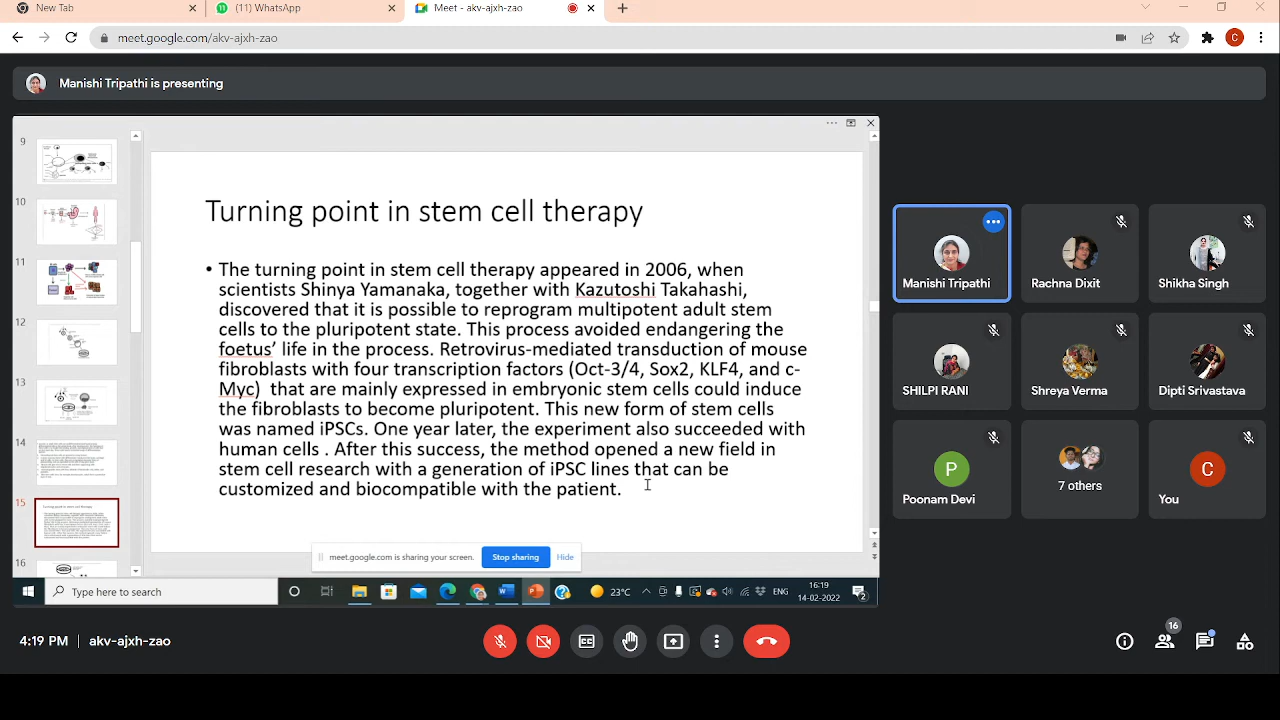 New Tab
(11) WhatsApp
Meet - akv-ajxh-zao
meet.google.com/akv-ajxh-zao
C
Manishi Tripathi is presenting
9
10
11
12
13
14
15
16
Turning point in stem cell therapy
• The turning point in stem cell therapy appeared in 2006, when
scientists Shinya Yamanaka, together with Kazutoshi Takahashi,
discovered that it is possible to reprogram multipotent adult stem
cells to the pluripotent state. This process avoided endangering the
foetus’ life in the process. Retrovirus-mediated transduction of mouse
fibroblasts with four transcription factors (Oct-3/4, Sox2, KLF4, and c-
Myc)  that are mainly expressed in embryonic stem cells could induce
the fibroblasts to become pluripotent. This new form of stem cells
was named iPSCs. One year later, the experiment also succeeded with
human cells . After this success, the method opened a new field in
stem cell research with a generation of iPSC lines that can be
customized and biocompatible with the patient.
meet.google.com is sharing your screen.
Stop sharing
Hide
Type here to search
23°C
ENG
16:19
14-02-2022
2
Manishi Tripathi
Rachna Dixit
Shikha Singh
SHILPI RANI
Shreya Verma
Dipti Srivastava
P
Poonam Devi
7 others
C
You
4:19 PM
akv-ajxh-zao
16